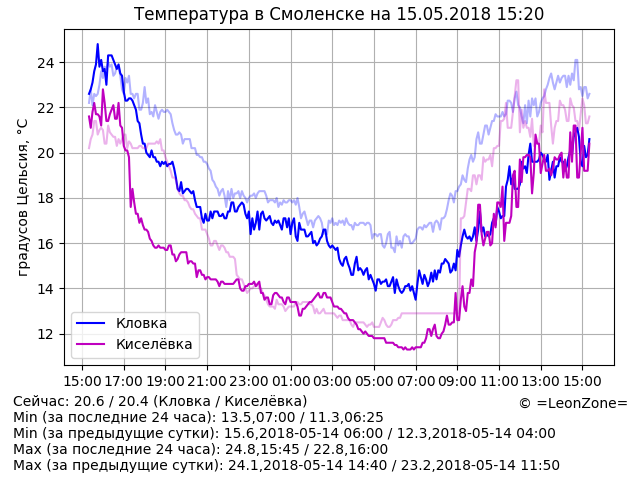 Температура в Смоленске на 15.05.2018 15:20
градусов Цельсия, °C
24
22
20
18
16
14
12
Кловка
Киселёвка
15:00 17:00 19:00 21:00 23:00 01:00 03:00 05:00 07:00 09:00 11:00 13:00 15:00
Сейчас: 20.6 / 20.4 (Кловка / Киселёвка)
© =LeonZone=
Min (за последние 24 часа): 13.5,07:00 / 11.3,06:25
Min (за предыдущие сутки): 15.6,2018-05-14 06:00 / 12.3,2018-05-14 04:00
Max (за последние 24 часа): 24.8,15:45 / 22.8,16:00
Max (за предыдущие сутки): 24.1,2018-05-14 14:40 / 23.2,2018-05-14 11:50